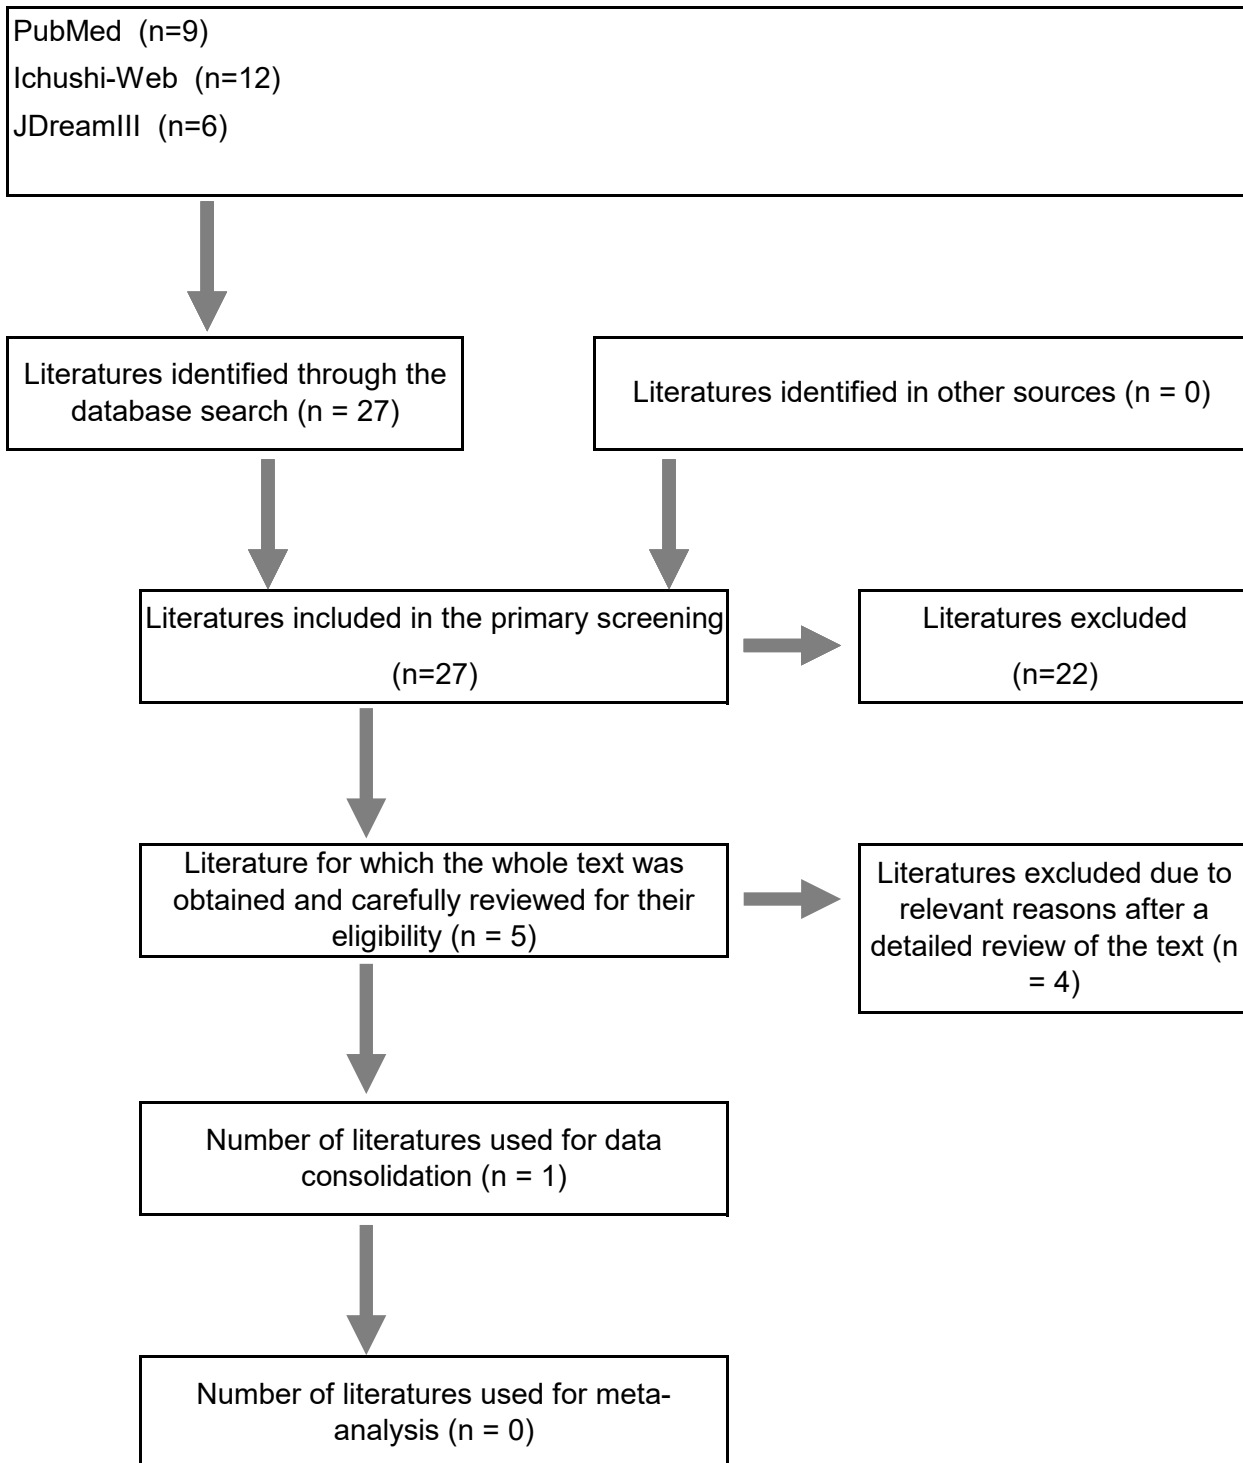 PubMed (n=9)
Ichushi-Web (n=12)
JDreamIII (n=6)
Literatures identified through the
database search (n = 27)
Literatures identified in other sources (n = 0)
Literatures included in the primary screening
(n=27)
Literatures excluded
(n=22)
Literature for which the whole text was
obtained and carefully reviewed for their
eligibility (n = 5)
Literatures excluded due to
relevant reasons after a
detailed review of the text (n
= 4)
Number of literatures used for data
consolidation (n = 1)
Number of literatures used for meta-
analysis (n = 0)